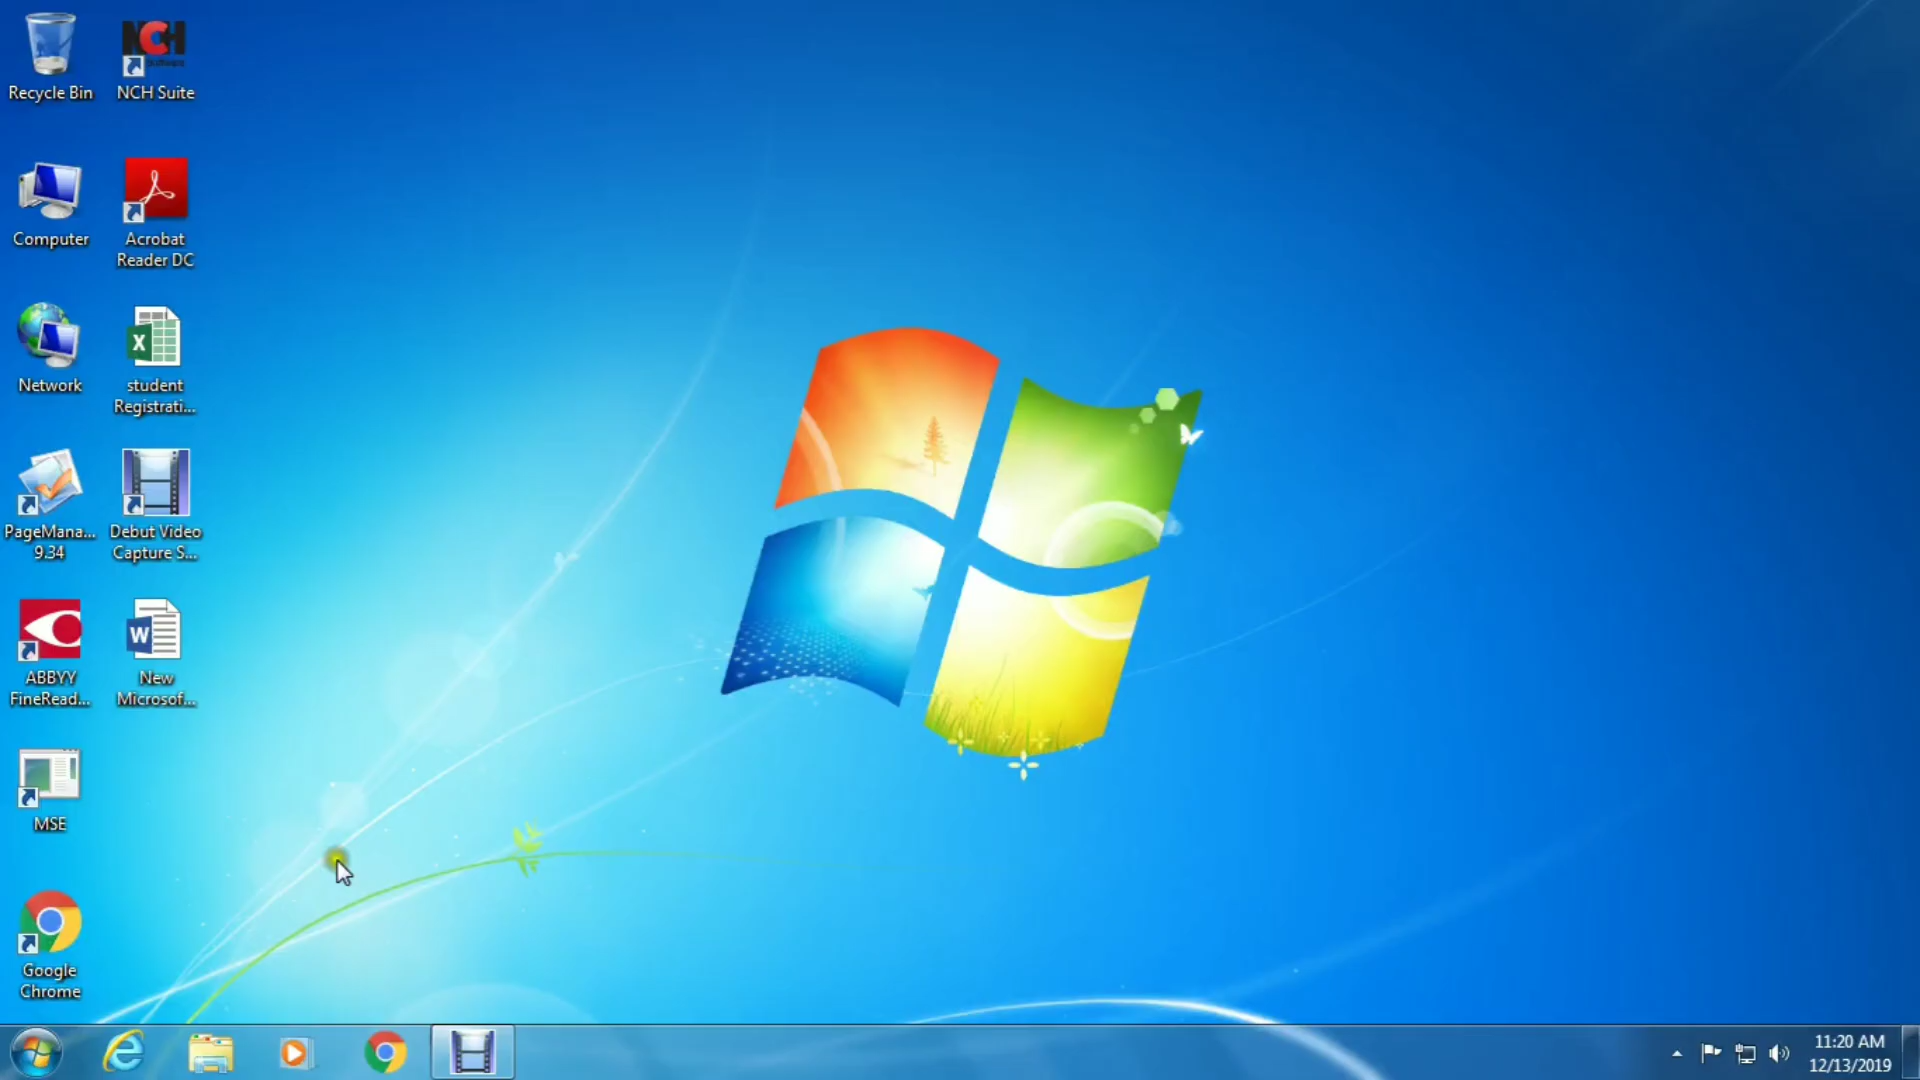 Recycle Bin
NCH
NCH Suite
Computer
Acrobat
Reader DC
Network
X
student
Registrati...
PageMana...
9.34
Debut Video
Capture S...
ABBYY
FineRead...
W
New
Microsof...
MSE
Google
Chrome
11:20 AM
12/13/2019